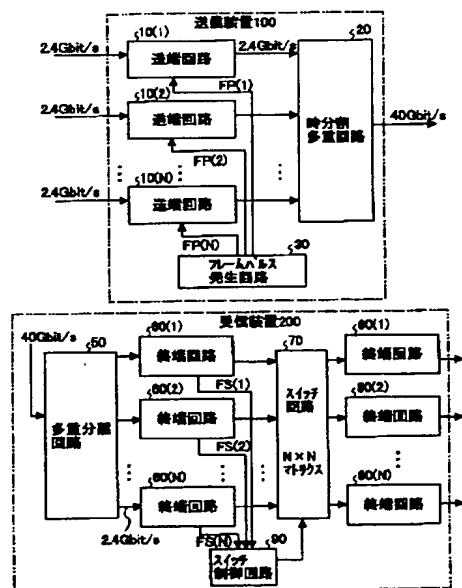 送信装置100
10(1)
2.4Gbit/s
送端回路
2.4Gbit/s
20
FP(1)
10(2)
2.4Gbit/s
送端回路
時分割
多重回路
40Gbit/s
FP(2)
10(N)
2.4Gbit/s
送端回路
FP(N)
30
フレームパルス
発生回路
受信装置200
40Gbit/s
50
60(1)
終端回路
70
80(1)
終端回路
FS(1)
60(2)
多重分離
回路
終端回路
スイッチ
回路
80(2)
終端回路
FS(2)
N×N
マトリクス
60(N)
終端回路
80(N)
終端回路
2.4Gbit/s
FS(N)
90
スイッチ
制御回路